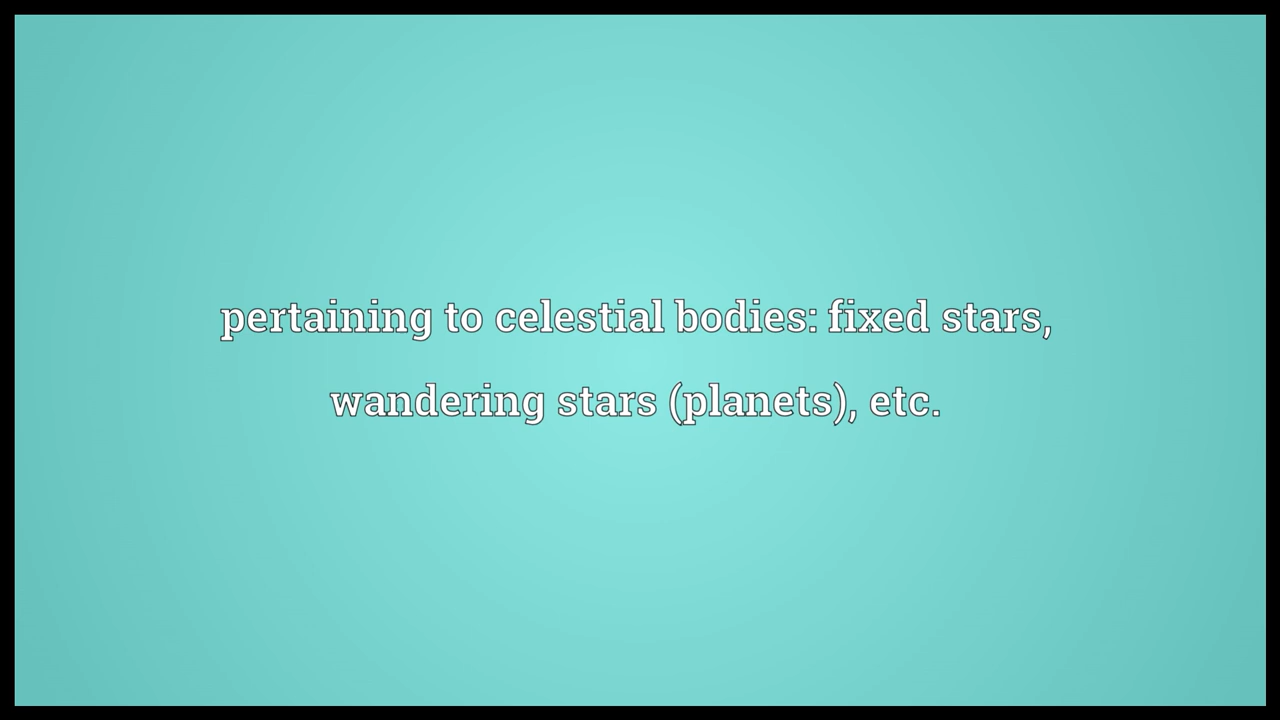 pertaining to celestial bodies: fixed stars,
wandering stars (planets), etc.